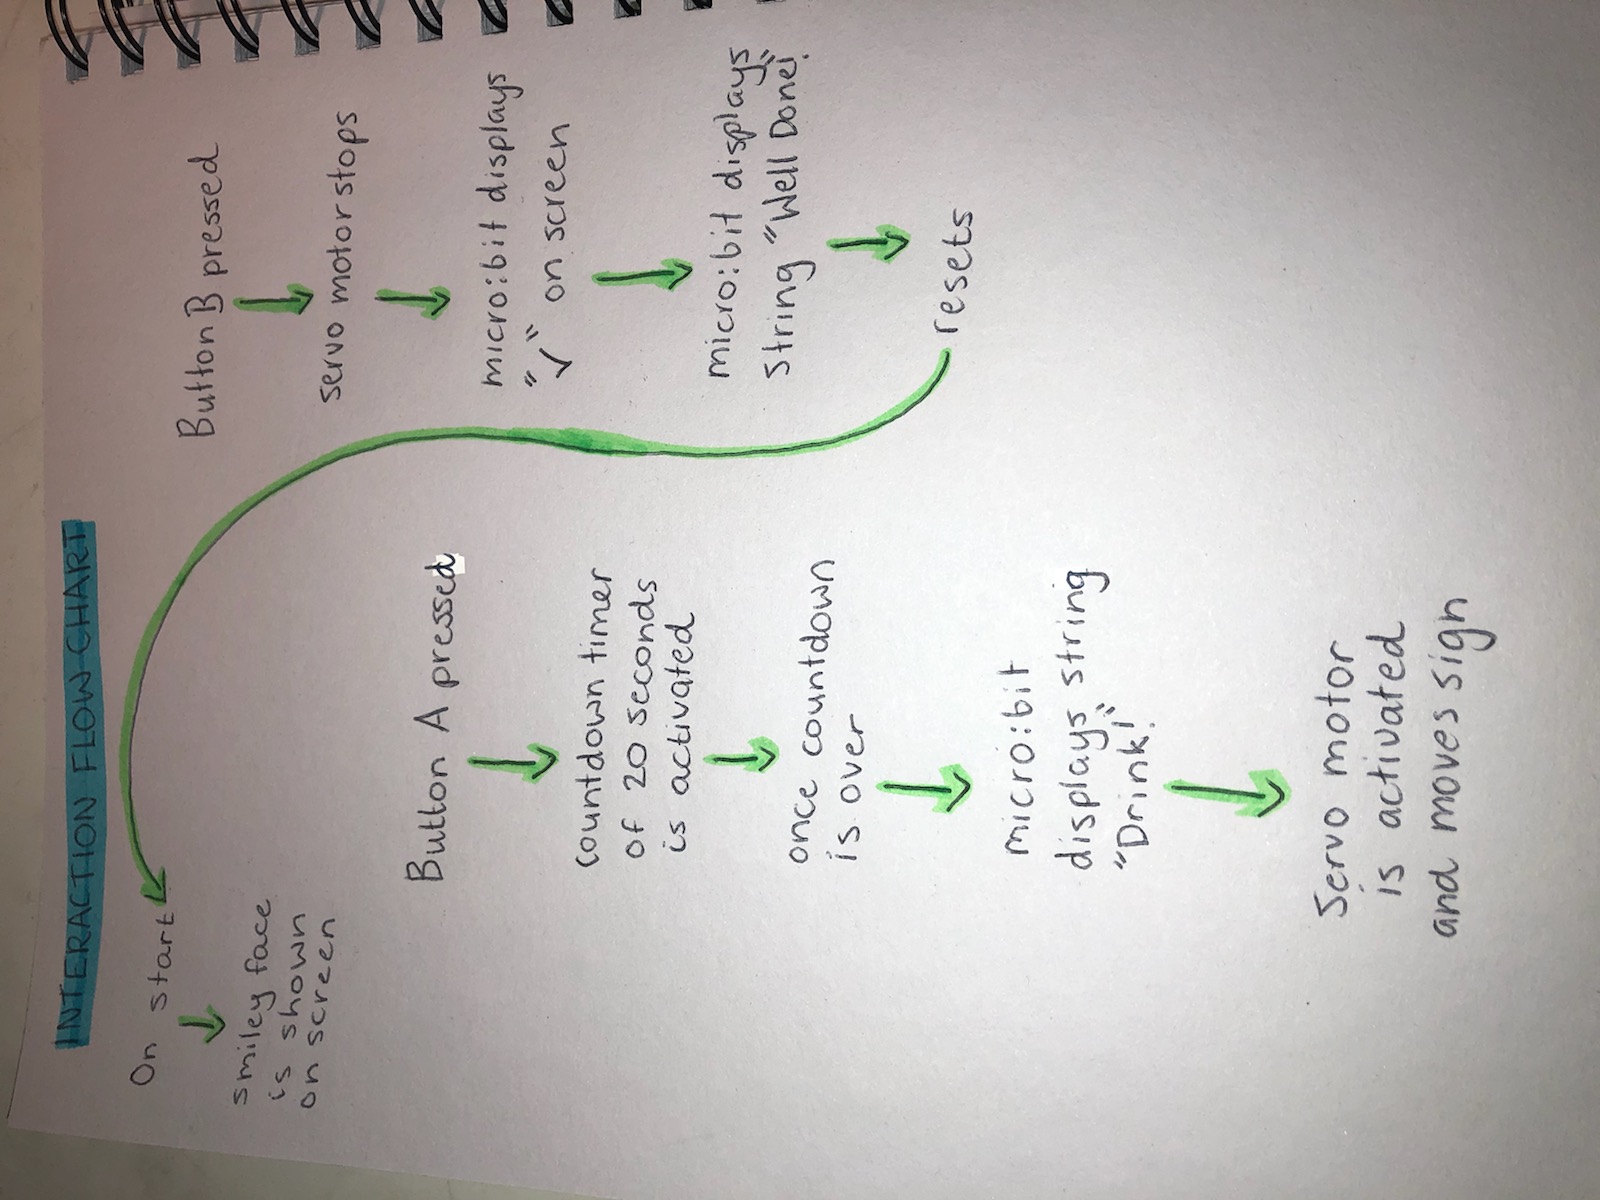 INTERACTION FLOW CHART
On start
smiley face
is shown
on screen
Button A pressed
countdown timer
of 20 seconds
is activated
once countdown
is over
micro:bit
displays string
"Drink!"
Servo motor
is activated
and moves sign
Button B pressed
servo motor stops
micro:bit displays
"✓" on screen
micro:bit displays
string "Well Done!"
resets